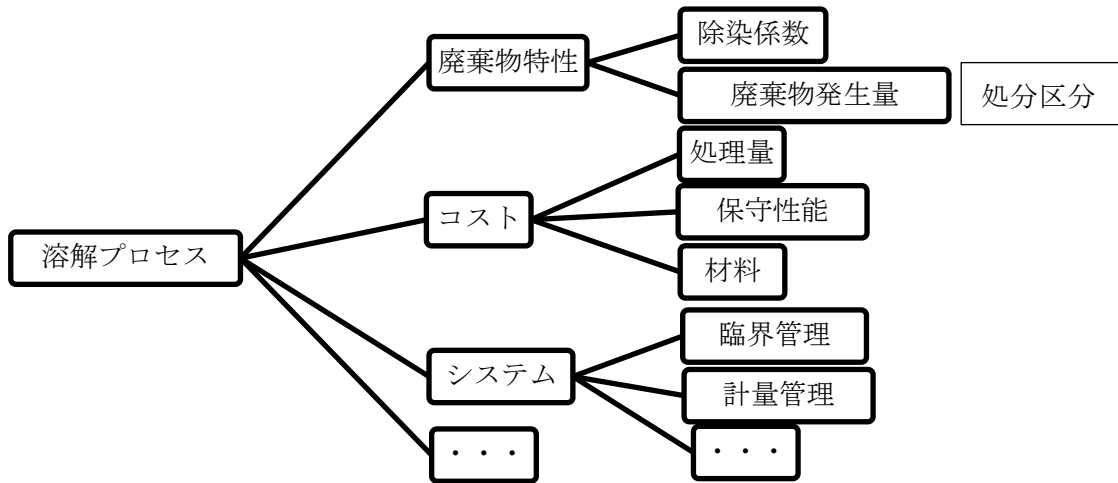 除染係数
廃棄物特性
廃棄物発生量
処分区分
処理量
コスト
保守性能
溶解プロセス
材料
臨界管理
システム
計量管理
・・・
・・・